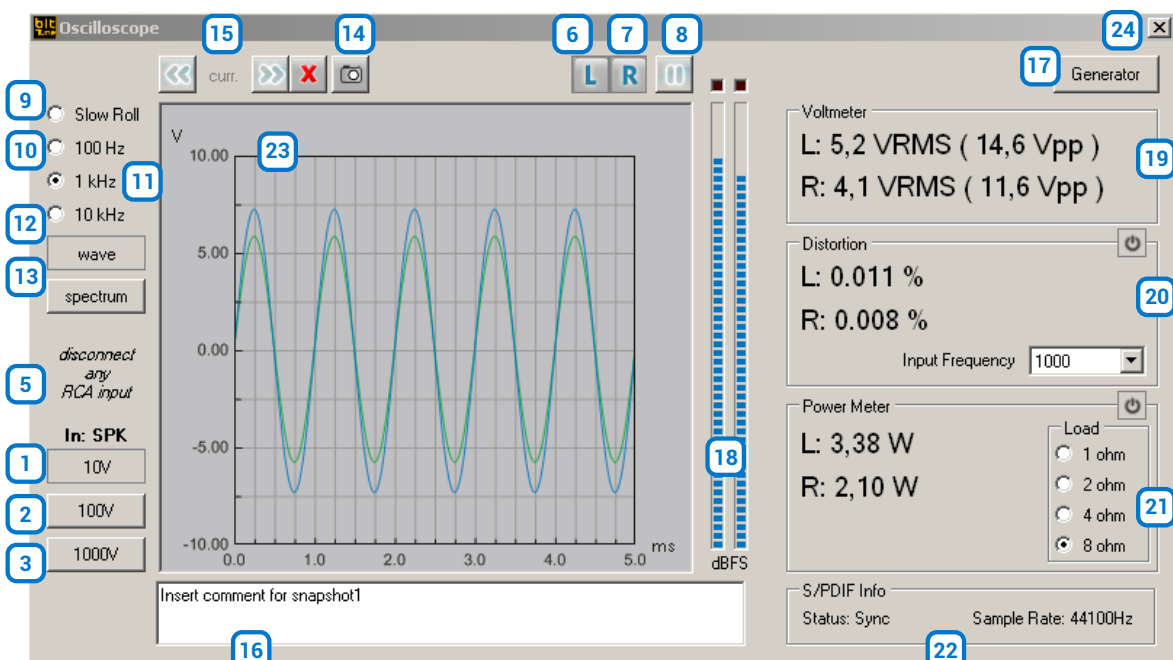 bit Tune Oscilloscope
15
14
6
7
8
24
17
curr.
X
L
R
Generator
9
Slow Roll
10
100 Hz
1 kHz
11
12
10 kHz
wave
13
spectrum
disconnect
any
RCA input
5
In: SPK
1
10V
2
100V
3
1000V
V
23
10.00
5.00
0.00
-5.00
-10.00
0.0
1.0
2.0
3.0
4.0
5.0
ms
18
dBFS
Insert comment for snapshot1
16
Voltmeter
L: 5,2 VRMS ( 14,6 Vpp )
R: 4,1 VRMS ( 11,6 Vpp )
19
Distortion
L: 0.011 %
R: 0.008 %
20
Input Frequency
1000
Power Meter
L: 3,38 W
R: 2,10 W
Load
1 ohm
2 ohm
4 ohm
8 ohm
21
S/PDIF Info
Status: Sync
Sample Rate: 44100Hz
22